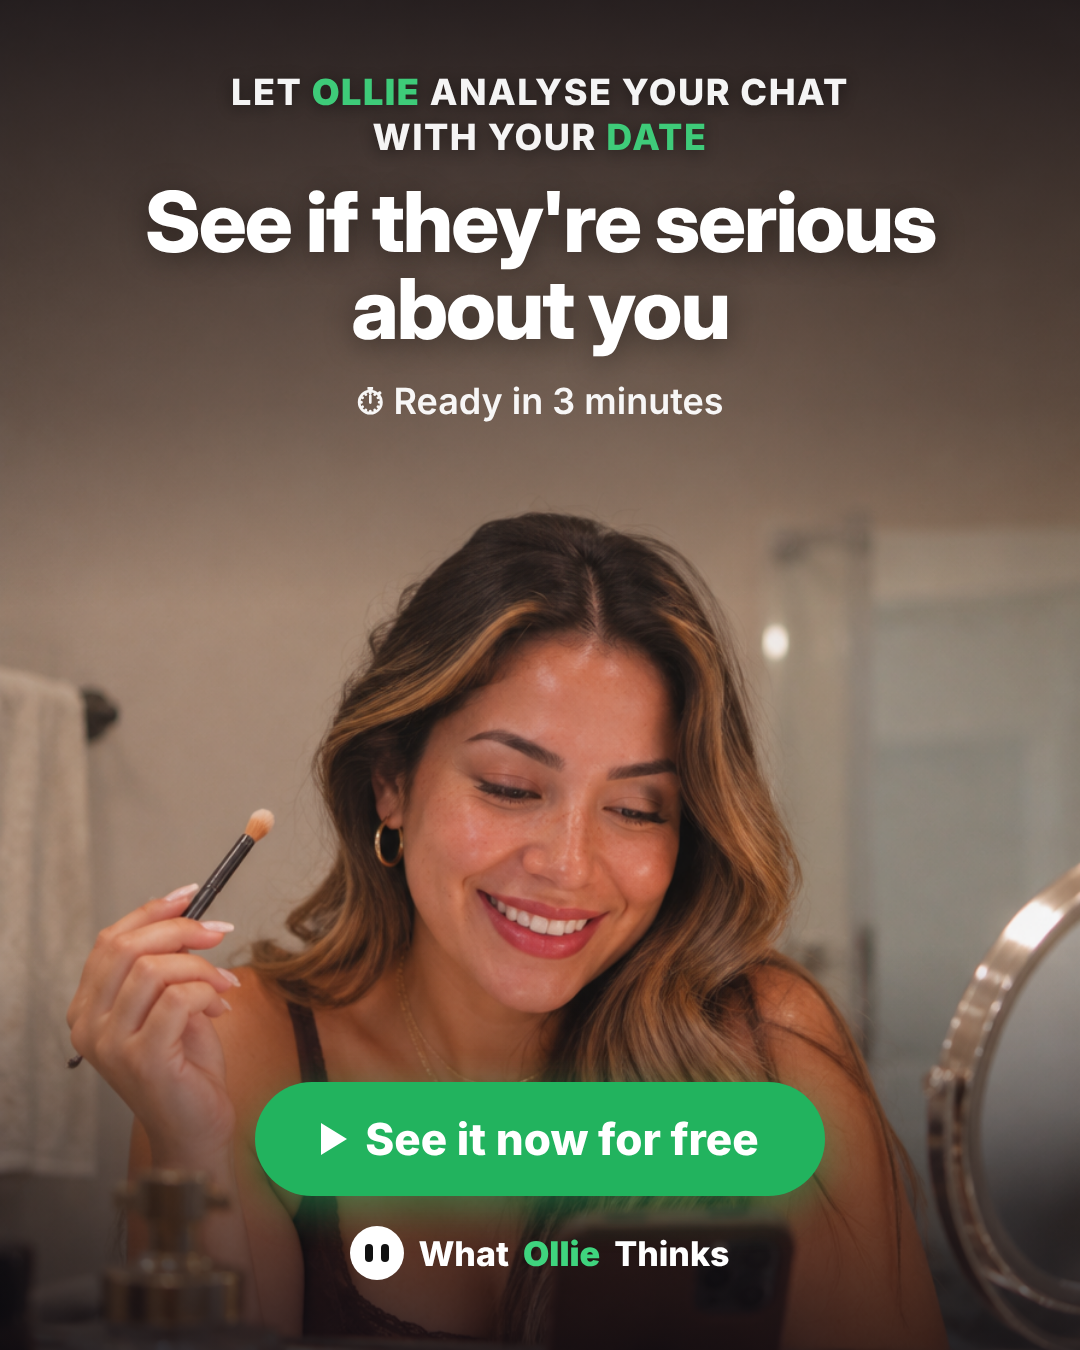 LET OLLIE ANALYSE YOUR CHAT
WITH YOUR DATE
See if they're serious
about you
⏱ Ready in 3 minutes
▶ See it now for free
What Ollie Thinks